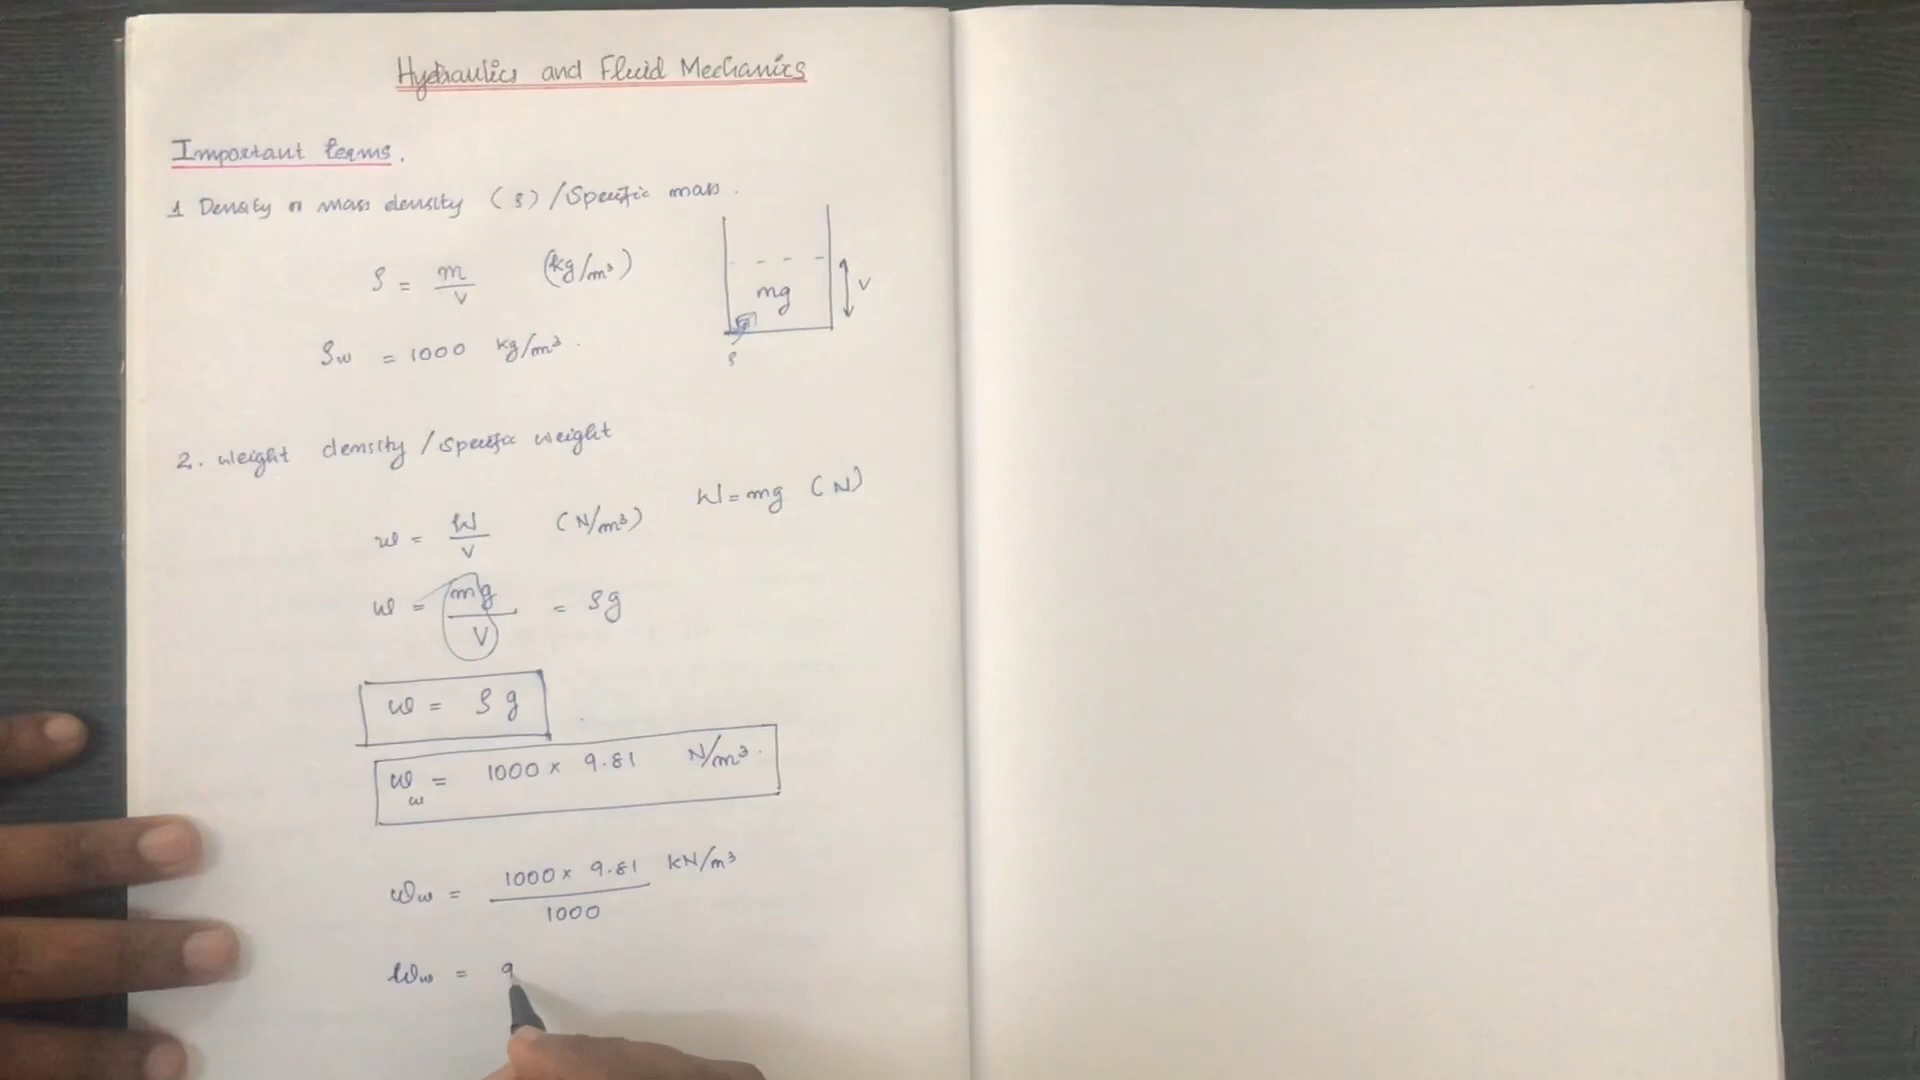 Hydraulics and Fluid Mechanics
Important terms.
1 Density or mass density (ρ) / Specific mass.
ρ = m/V (kg/m³)
mg
V
ρ
ρw = 1000 kg/m³.
2. Weight density / specific weight
W = mg (N)
w = W/V (N/m³)
w = mg/V = ρg
w = ρg
ww = 1000 × 9.81 N/m³.
ww = 1000 × 9.81 / 1000 kN/m³
ww = 9